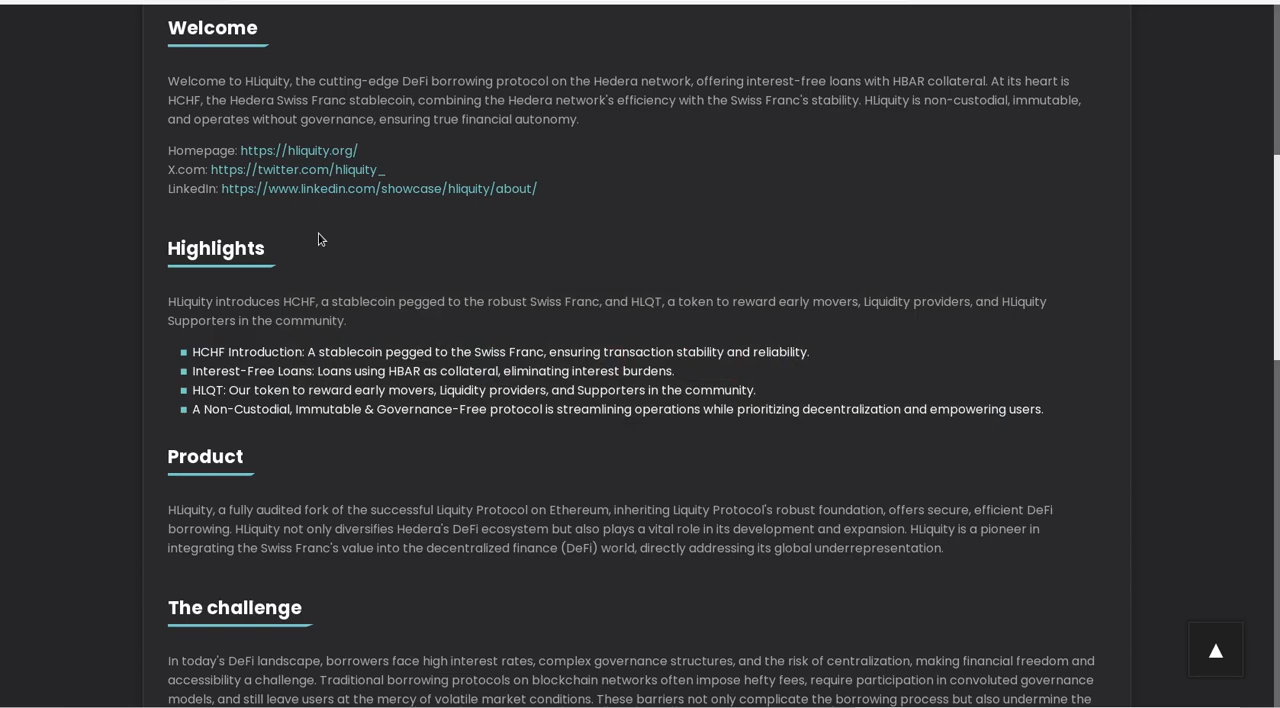 Welcome
Welcome to HLiquity, the cutting-edge DeFi borrowing protocol on the Hedera network, offering interest-free loans with HBAR collateral. At its heart is
HCHF, the Hedera Swiss Franc stablecoin, combining the Hedera network's efficiency with the Swiss Franc's stability. HLiquity is non-custodial, immutable,
and operates without governance, ensuring true financial autonomy.
Homepage: https://hliquity.org/
X.com: https://twitter.com/hliquity_
LinkedIn: https://www.linkedin.com/showcase/hliquity/about/
Highlights
HLiquity introduces HCHF, a stablecoin pegged to the robust Swiss Franc, and HLQT, a token to reward early movers, Liquidity providers, and HLiquity
Supporters in the community.
HCHF Introduction: A stablecoin pegged to the Swiss Franc, ensuring transaction stability and reliability.
Interest-Free Loans: Loans using HBAR as collateral, eliminating interest burdens.
HLQT: Our token to reward early movers, Liquidity providers, and Supporters in the community.
A Non-Custodial, Immutable & Governance-Free protocol is streamlining operations while prioritizing decentralization and empowering users.
Product
HLiquity, a fully audited fork of the successful Liquity Protocol on Ethereum, inheriting Liquity Protocol's robust foundation, offers secure, efficient DeFi
borrowing. HLiquity not only diversifies Hedera's DeFi ecosystem but also plays a vital role in its development and expansion. HLiquity is a pioneer in
integrating the Swiss Franc's value into the decentralized finance (DeFi) world, directly addressing its global underrepresentation.
The challenge
In today's DeFi landscape, borrowers face high interest rates, complex governance structures, and the risk of centralization, making financial freedom and
accessibility a challenge. Traditional borrowing protocols on blockchain networks often impose hefty fees, require participation in convoluted governance
models, and still leave users at the mercy of volatile market conditions. These barriers not only complicate the borrowing process but also undermine the